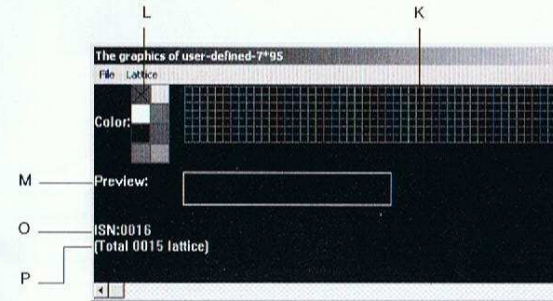 L
K
The graphics of user-defined-7*95
File Lattice
Color:
M
Preview:
O
ISN:0016
(Total 0015 lattice)
P